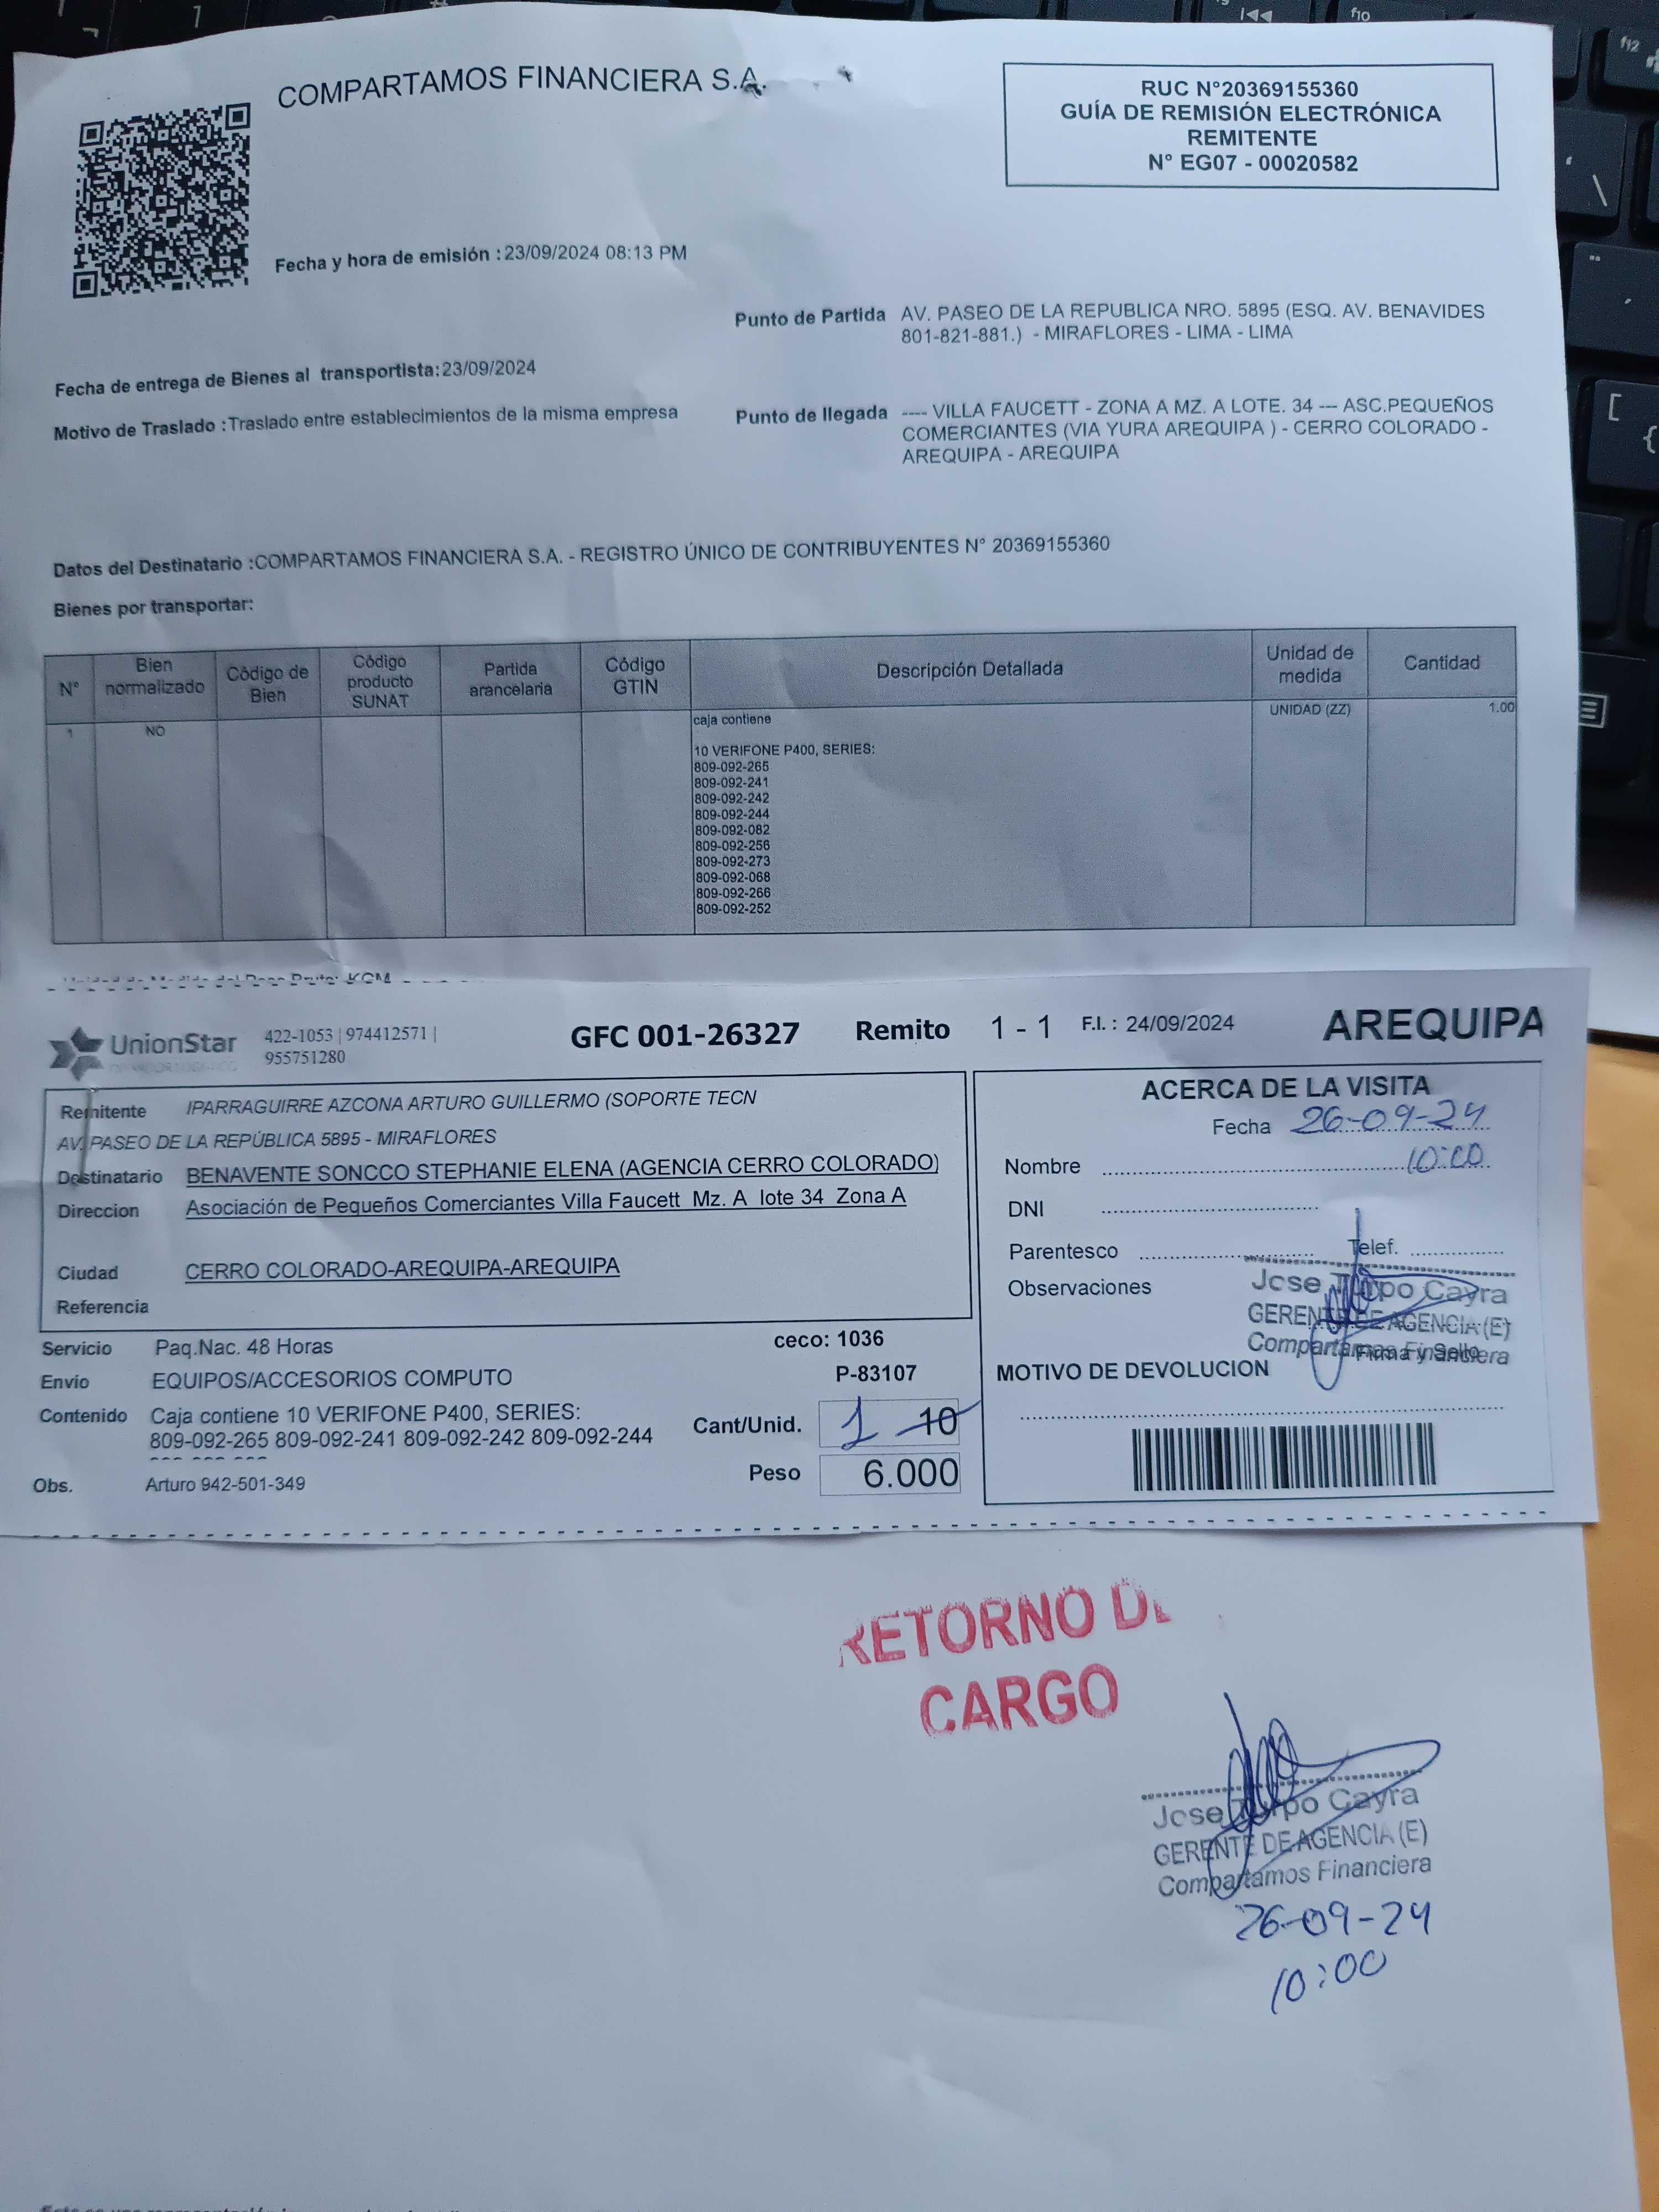 COMPARTAMOS FINANCIERA S.A.
RUC N°20369155360
GUÍA DE REMISIÓN ELECTRÓNICA
REMITENTE
N° EG07 - 00020582
Fecha y hora de emisión : 23/09/2024 08:13 PM
Punto de Partida AV. PASEO DE LA REPUBLICA NRO. 5895 (ESQ. AV. BENAVIDES
801-821-881.) - MIRAFLORES - LIMA - LIMA
Fecha de entrega de Bienes al transportista: 23/09/2024
Motivo de Traslado : Traslado entre establecimientos de la misma empresa
Punto de llegada ---- VILLA FAUCETT - ZONA A MZ. A LOTE. 34 --- ASC.PEQUEÑOS
COMERCIANTES (VIA YURA AREQUIPA ) - CERRO COLORADO -
AREQUIPA - AREQUIPA
Datos del Destinatario :COMPARTAMOS FINANCIERA S.A. - REGISTRO ÚNICO DE CONTRIBUYENTES N° 20369155360
Bienes por transportar:
N° Bien normalizado Código de Bien Código producto SUNAT Partida arancelaria Código GTIN Descripción Detallada Unidad de medida Cantidad
1 NO caja contiene UNIDAD (ZZ) 1.00
10 VERIFONE P400, SERIES:
809-092-265
809-092-241
809-092-242
809-092-244
809-092-082
809-092-256
809-092-273
809-092-068
809-092-266
809-092-252
UnionStar 422-1053 | 974412571 |
955751280
GFC 001-26327 Remito 1 - 1 F.I. : 24/09/2024 AREQUIPA
Remitente IPARRAGUIRRE AZCONA ARTURO GUILLERMO (SOPORTE TECN
AV. PASEO DE LA REPÚBLICA 5895 - MIRAFLORES
Destinatario BENAVENTE SONCCO STEPHANIE ELENA (AGENCIA CERRO COLORADO)
Direccion Asociación de Pequeños Comerciantes Villa Faucett Mz. A lote 34 Zona A
Ciudad CERRO COLORADO-AREQUIPA-AREQUIPA
Referencia
Servicio Paq.Nac. 48 Horas ceco: 1036
Envio EQUIPOS/ACCESORIOS COMPUTO P-83107
Contenido Caja contiene 10 VERIFONE P400, SERIES:
809-092-265 809-092-241 809-092-242 809-092-244
Cant/Unid. 1 10
Peso 6.000
Obs. Arturo 942-501-349
ACERCA DE LA VISITA
Fecha 26-09-24
Nombre 10:00
DNI
Parentesco Telef.
Observaciones
Jose Turpo Cayra
GERENTE DE AGENCIA (E)
Compartamos Financiera
Firma y Sello
MOTIVO DE DEVOLUCION
RETORNO DE
CARGO
Jose Turpo Cayra
GERENTE DE AGENCIA (E)
Compartamos Financiera
26-09-24
10:00